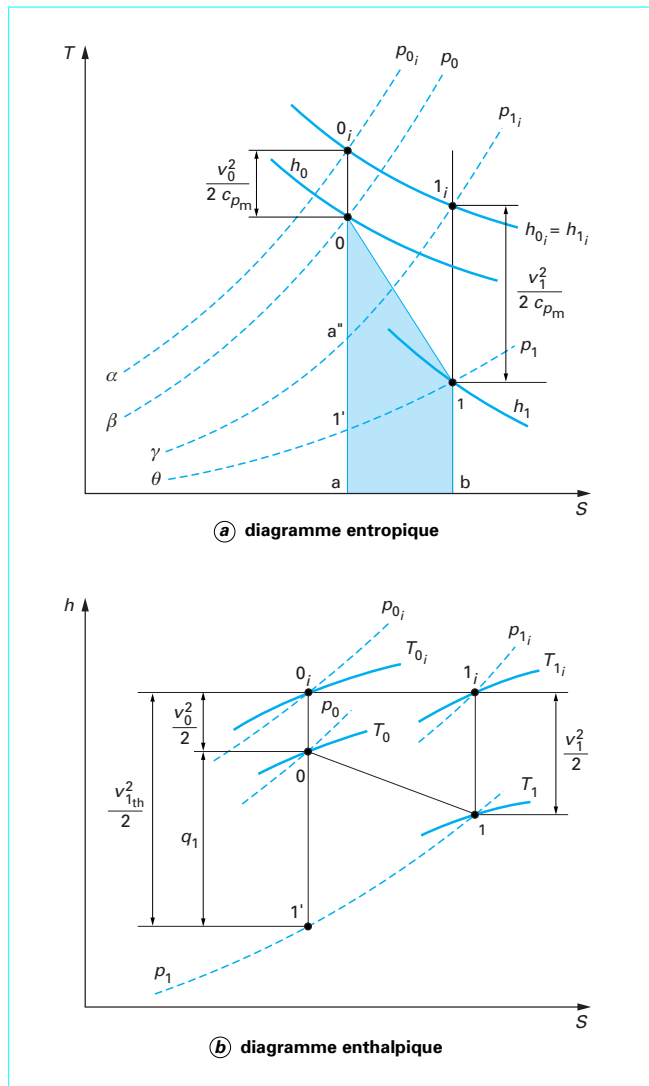 T
p0i
p0
p1i
0i
v0² / 2 cpm
h0
1i
h0i = h1i
0
v1² / 2 cpm
a"
p1
α
1
h1
β
1'
γ
θ
a
b
S
a diagramme entropique
h
p0i
T0i
0i
1i
p1i
T1i
v0² / 2
p0
T0
v1² / 2
0
v1th² / 2
T1
q1
1
1'
p1
S
b diagramme enthalpique